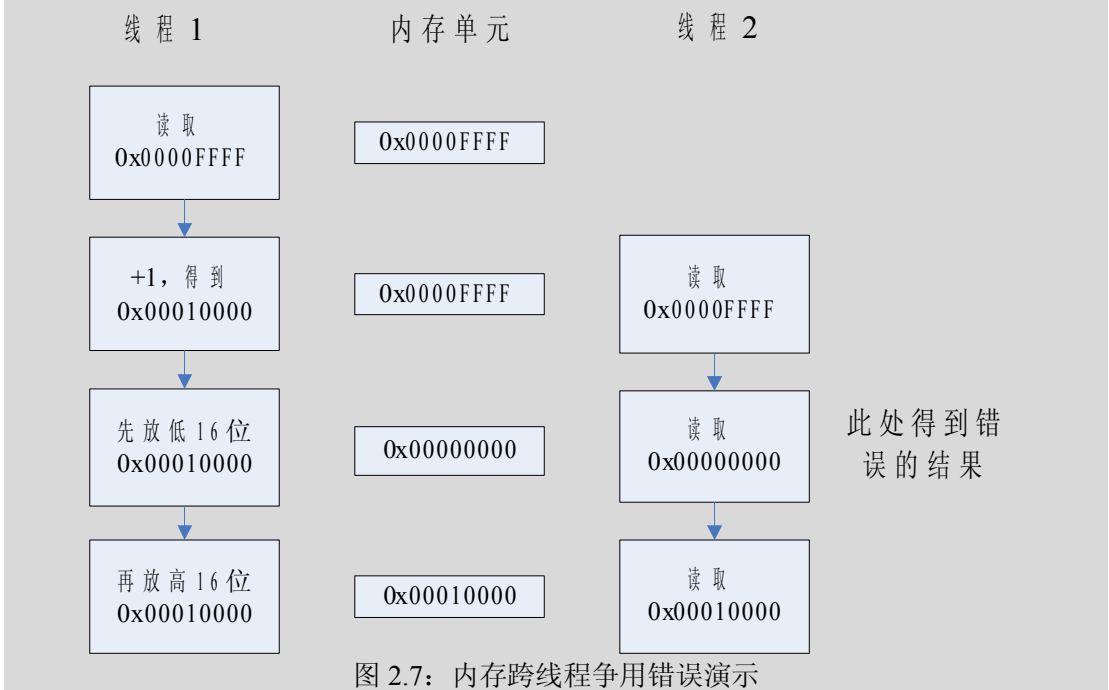 线程1
内存单元
线程2
读取
0x0000FFFF
0x0000FFFF
+1，得到
0x00010000
0x0000FFFF
读取
0x0000FFFF
先放低16位
0x00010000
0x00000000
读取
0x00000000
此处得到错
误的结果
再放高16位
0x00010000
0x00010000
读取
0x00010000
图 2.7：内存跨线程争用错误演示